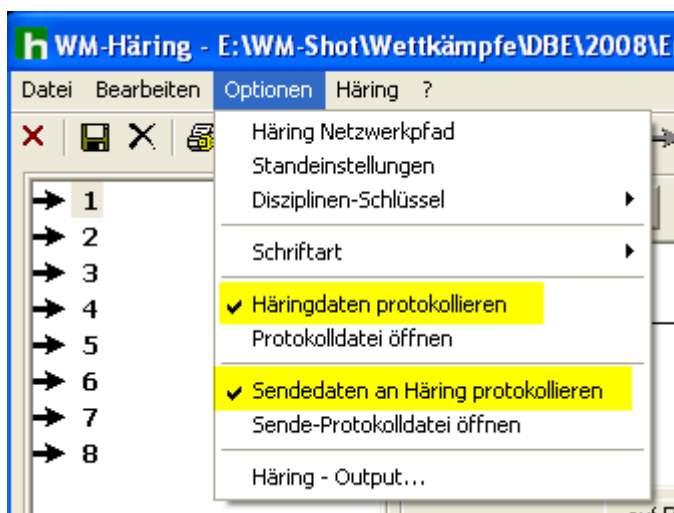 h WM-Häring - E:\WM-Shot\Wettkämpfe\DBE\2008\E
Datei Bearbeiten Optionen Häring ?
Häring Netzwerkpfad
Standeinstellungen
Disziplinen-Schlüssel
Schriftart
Häringdaten protokollieren
Protokolldatei öffnen
Sendedaten an Häring protokollieren
Sende-Protokolldatei öffnen
Häring - Output...
1
2
3
4
5
6
7
8